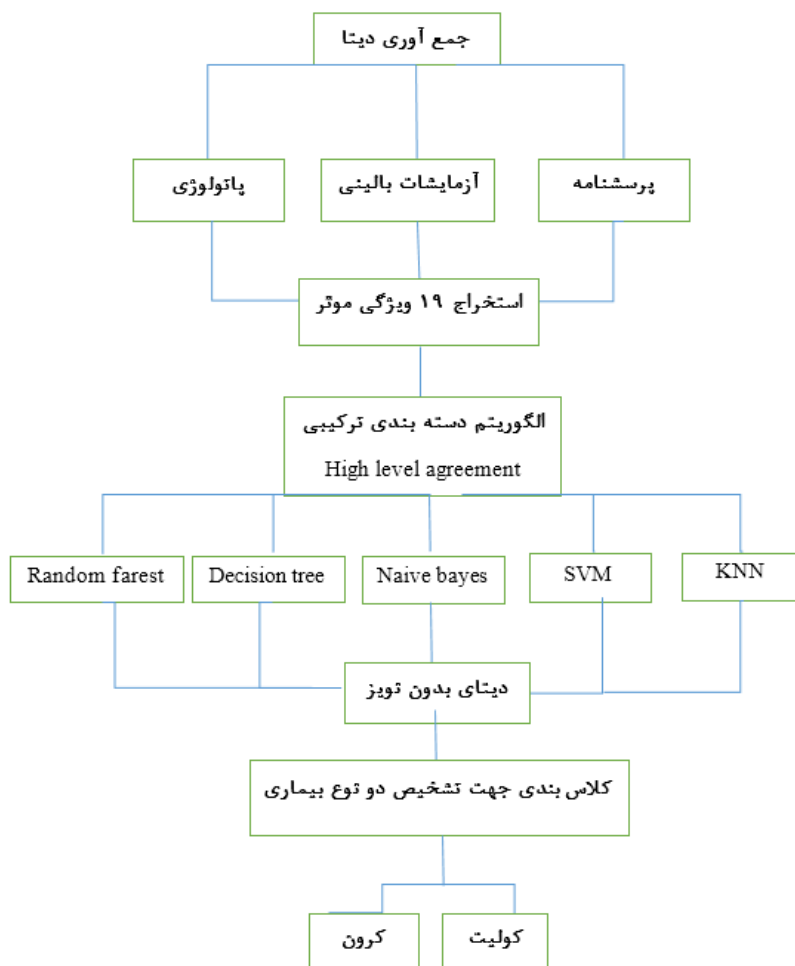 جمع آوری دیتا
پرسشنامه
آزمایشات بالینی
پاتولوژی
استخراج ۱۹ ویژگی موثر
الگوریتم دسته بندی ترکیبی
High level agreement
Random farest
Decision tree
Naive bayes
SVM
KNN
دیتای بدون نویز
کلاس بندی جهت تشخیص دو نوع بیماری
کولیت
کرون